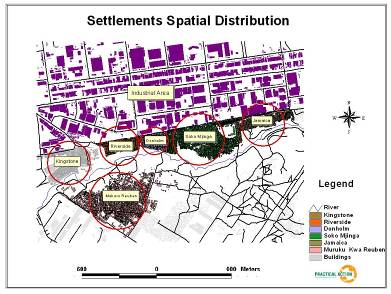 Settlements Spatial Distribution
Industrial Area
Jamaica
Soko Mjinga
Donholm
Riverside
Kingstone
Mukuru Reuben
N
W
E
S
Legend
River
Kingstone
Riverside
Donholm
Soko Mjinga
Jamaica
Muruku Kwa Reuben
Buildings
600 0 600 Meters
PRACTICAL ACTION